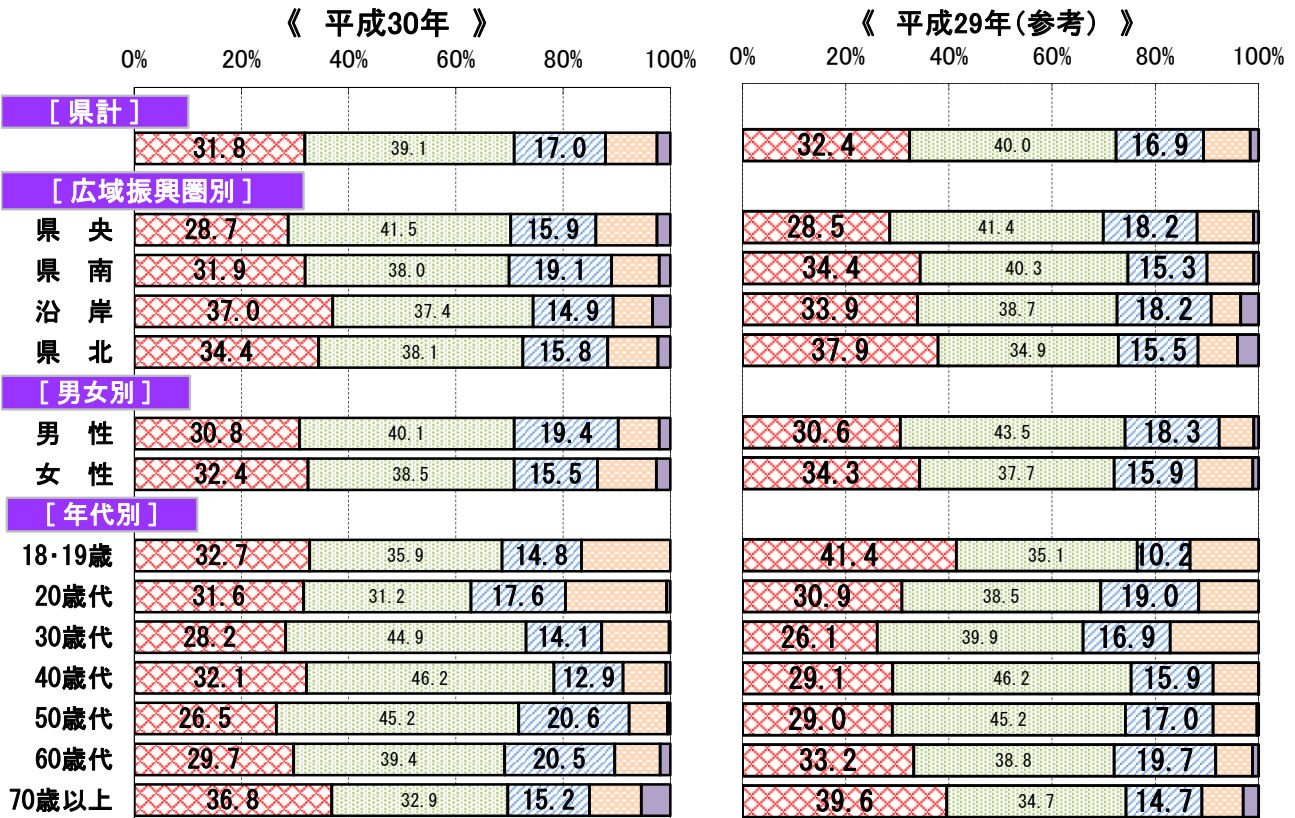 《 平成30年 》 《 平成29年(参考) 》
0% 20% 40% 60% 80% 100% 0% 20% 40% 60% 80% 100%
[ 県計 ]
31.8 39.1 17.0 32.4 40.0 16.9
[ 広域振興圏別 ]
県 央 28.7 41.5 15.9 28.5 41.4 18.2
県 南 31.9 38.0 19.1 34.4 40.3 15.3
沿 岸 37.0 37.4 14.9 33.9 38.7 18.2
県 北 34.4 38.1 15.8 37.9 34.9 15.5
[ 男女別 ]
男 性 30.8 40.1 19.4 30.6 43.5 18.3
女 性 32.4 38.5 15.5 34.3 37.7 15.9
[ 年代別 ]
18・19歳 32.7 35.9 14.8 41.4 35.1 10.2
20歳代 31.6 31.2 17.6 30.9 38.5 19.0
30歳代 28.2 44.9 14.1 26.1 39.9 16.9
40歳代 32.1 46.2 12.9 29.1 46.2 15.9
50歳代 26.5 45.2 20.6 29.0 45.2 17.0
60歳代 29.7 39.4 20.5 33.2 38.8 19.7
70歳以上 36.8 32.9 15.2 39.6 34.7 14.7